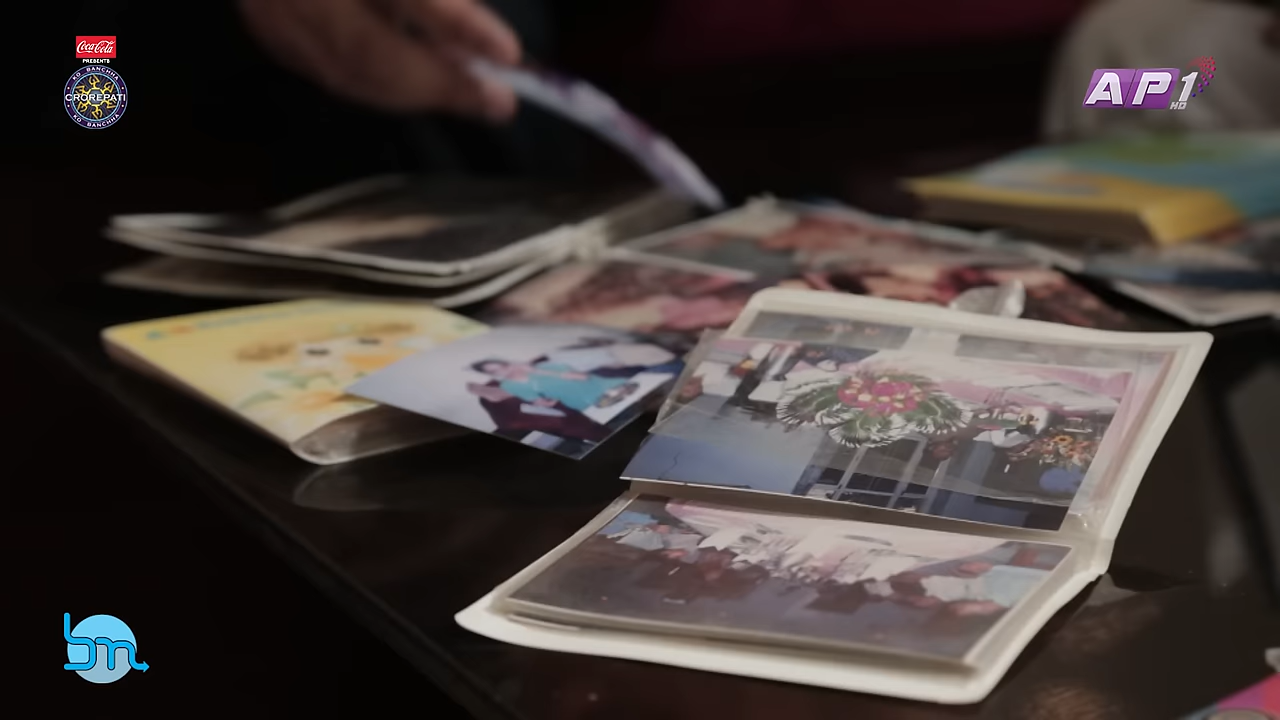 Coca-Cola
PRESENTS
KO BANCHHA
CROREPATI
KO BANCHHA
AP1
HD
bm